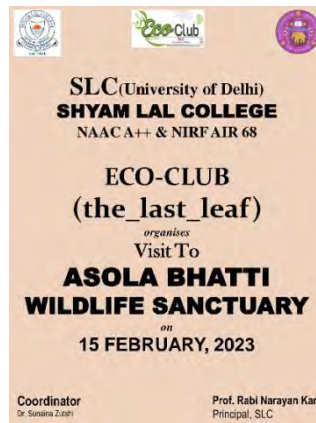 Eco-Club
SLC(University of Delhi)
SHYAM LAL COLLEGE
NAAC A++ & NIRF AIR 68
ECO-CLUB
(the_last_leaf)
organises
Visit To
ASOLA BHATTI
WILDLIFE SANCTUARY
on
15 FEBRUARY, 2023
Coordinator
Dr. Sunaina Zutshi
Prof. Rabi Narayan Kar
Principal, SLC